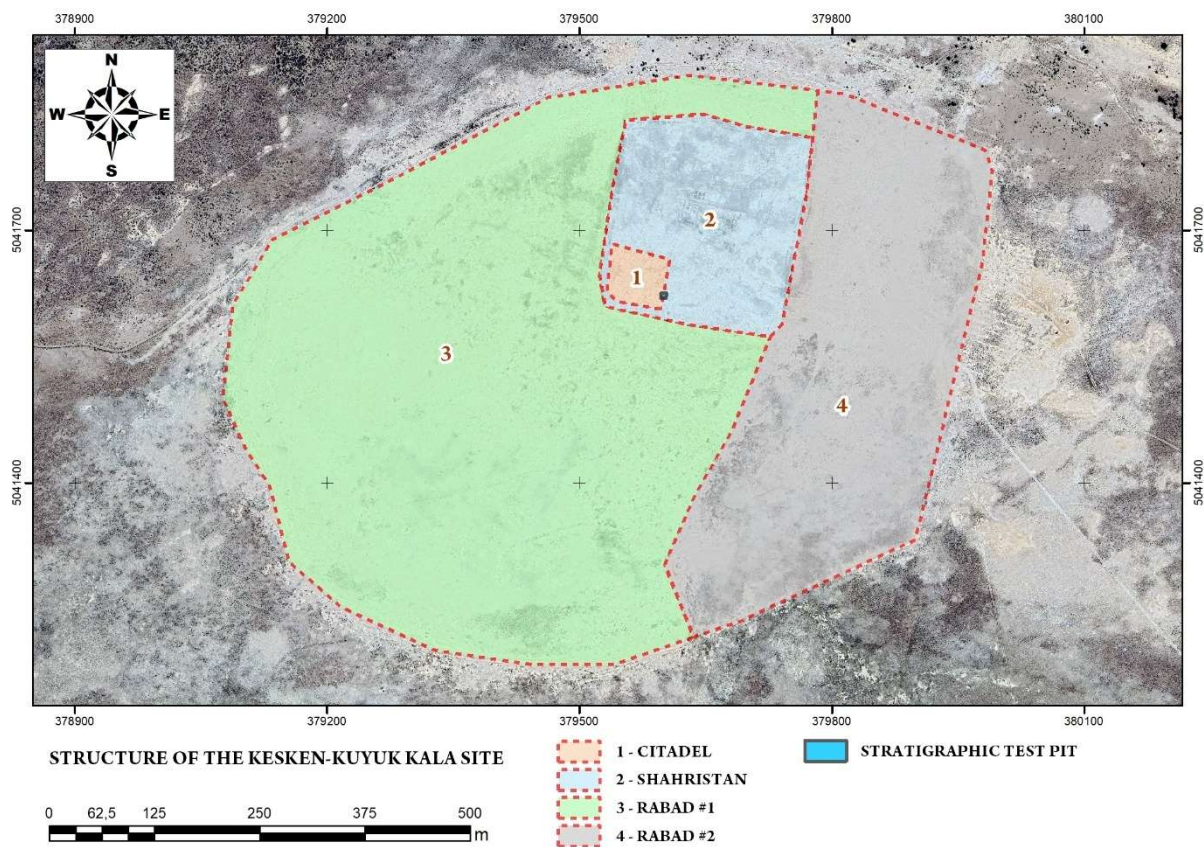 378900 379200 379500 379800 380100
N
W E
S
5041700 5041700
2
1
3
4
5041400 5041400
378900 379200 379500 379800 380100
STRUCTURE OF THE KESKEN-KUYUK KALA SITE
1 - CITADEL
2 - SHAHRISTAN
3 - RABAD #1
4 - RABAD #2
STRATIGRAPHIC TEST PIT
0 62,5 125 250 375 500
m